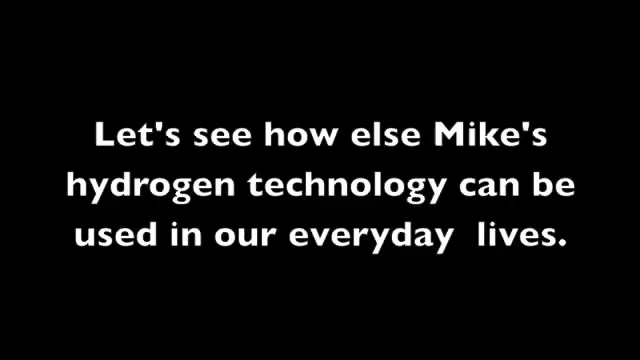 Let's see how else Mike's
hydrogen technology can be
used in our everyday  lives.